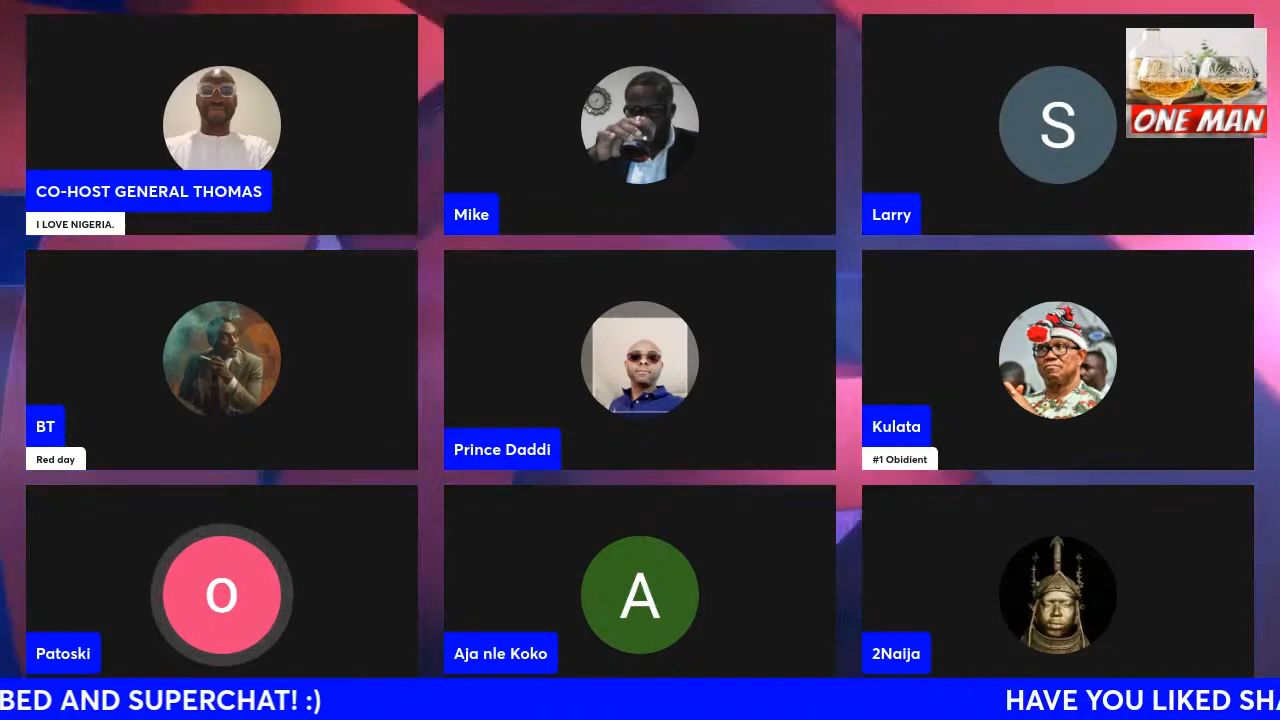 CO-HOST GENERAL THOMAS
I LOVE NIGERIA.
Mike
S
Larry
ONE MAN
BT
Red day
Prince Daddi
Kulata
#1 Obidient
O
Patoski
A
Aja nle Koko
2Naija
BED AND SUPERCHAT! :)
HAVE YOU LIKED SHA